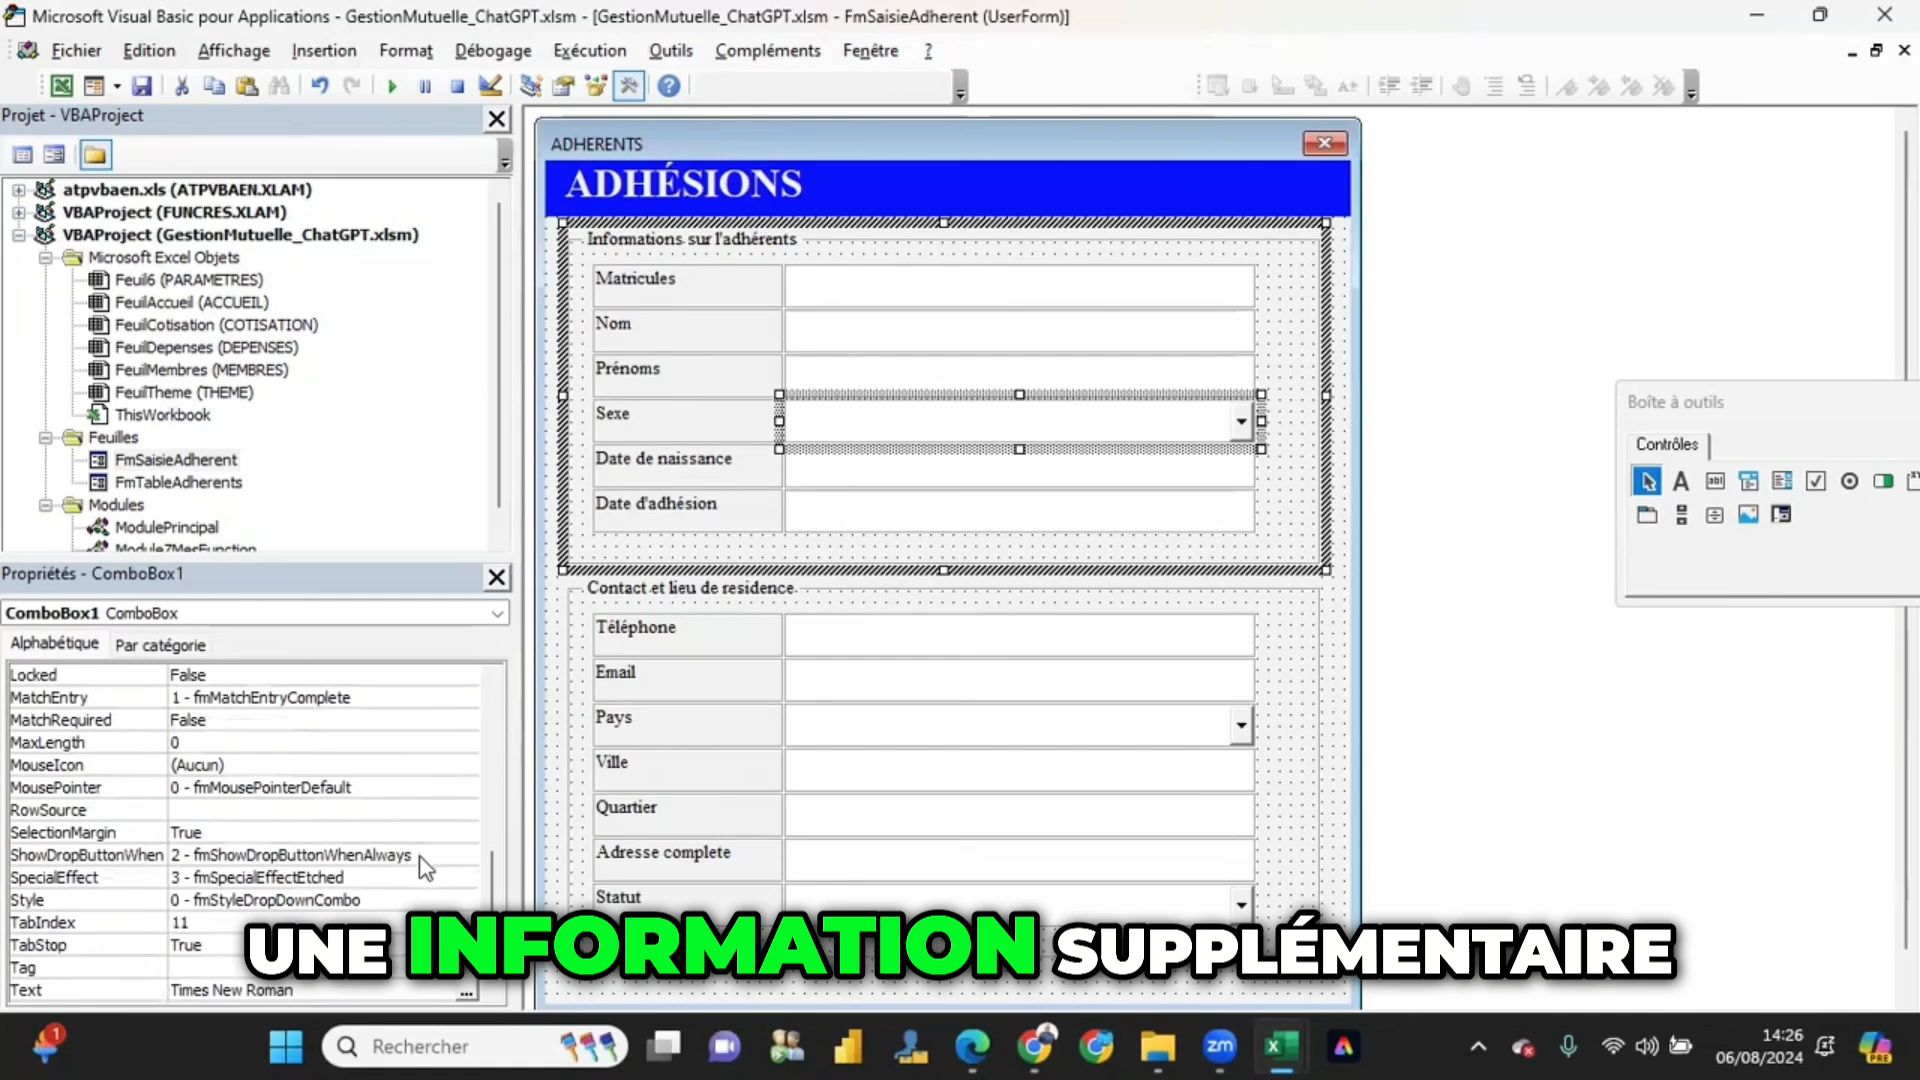 Microsoft Visual Basic pour Applications - GestionMutuelle_ChatGPT.xlsm - [GestionMutuelle_ChatGPT.xlsm - FmSaisieAdherent (UserForm)]
Fichier Edition Affichage Insertion Format Débogage Exécution Outils Compléments Fenêtre ?
Projet - VBAProject
atpvbaen.xls (ATPVBAEN.XLAM)
VBAProject (FUNCRES.XLAM)
VBAProject (GestionMutuelle_ChatGPT.xlsm)
Microsoft Excel Objets
Feuil6 (PARAMETRES)
FeuilAccueil (ACCUEIL)
FeuilCotisation (COTISATION)
FeuilDepenses (DEPENSES)
FeuilMembres (MEMBRES)
FeuilTheme (THEME)
ThisWorkbook
Feuilles
FmSaisieAdherent
FmTableAdherents
Modules
ModulePrincipal
Propriétés - ComboBox1
ComboBox1 ComboBox
Alphabétique Par catégorie
Locked False
MatchEntry 1 - fmMatchEntryComplete
MatchRequired False
MaxLength 0
MouseIcon (Aucun)
MousePointer 0 - fmMousePointerDefault
RowSource
SelectionMargin True
ShowDropButtonWhen 2 - fmShowDropButtonWhenAlways
SpecialEffect 3 - fmSpecialEffectEtched
Style 0 - fmStyleDropDownCombo
TabIndex 11
TabStop True
Tag
Text Times New Roman ...
ADHERENTS
ADHÉSIONS
Informations sur l'adhérents
Matricules
Nom
Prénoms
Sexe
Date de naissance
Date d'adhésion
Contact et lieu de residence
Téléphone
Email
Pays
Ville
Quartier
Adresse complete
Statut
Boîte à outils
Contrôles
UNE INFORMATION SUPPLÉMENTAIRE
1
Rechercher
zm
14:26
06/08/2024
PRE